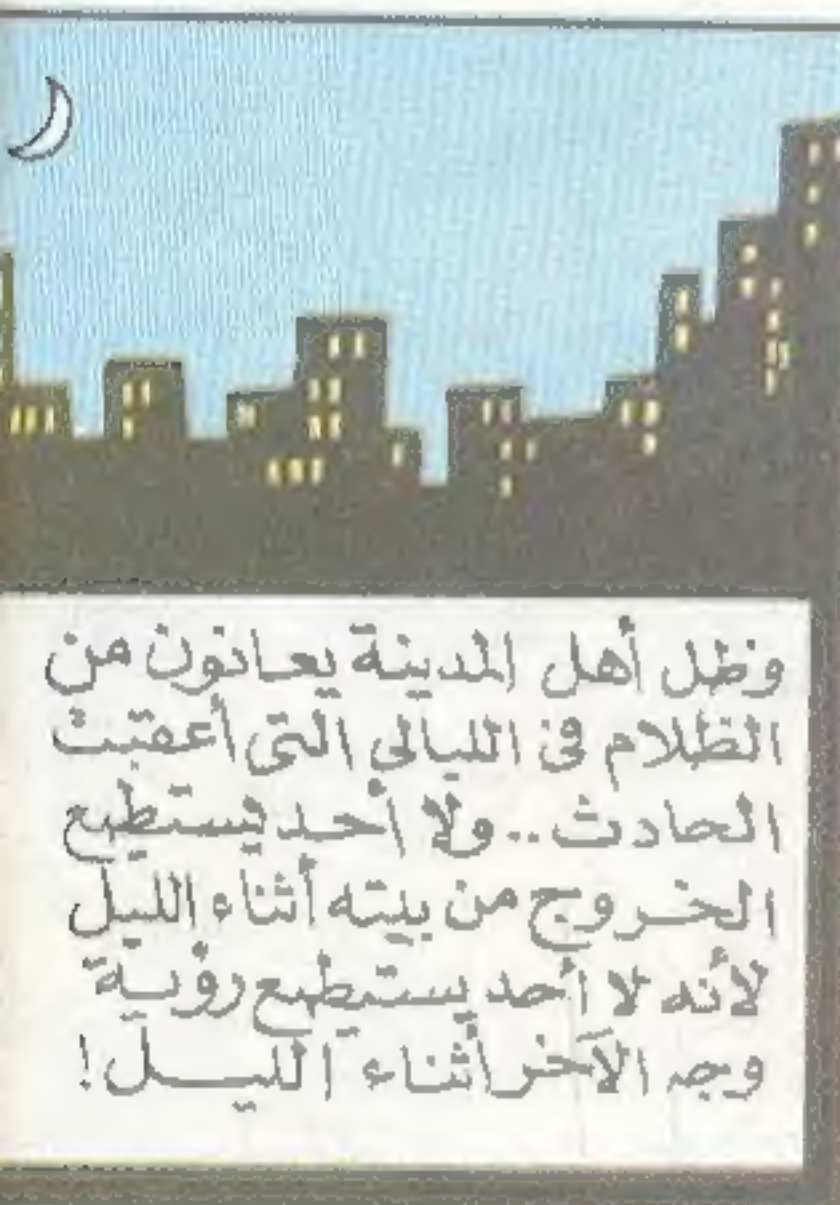 وظل أهل المدينة يعانون من
الظلام فى الليالى التى أعقبت
الحادث .. ولا أحد يستطيع
الخروج من بيته أثناء الليل
لأنه لا أحد يستطيع رؤية
وجه الآخر أثناء الليــل !